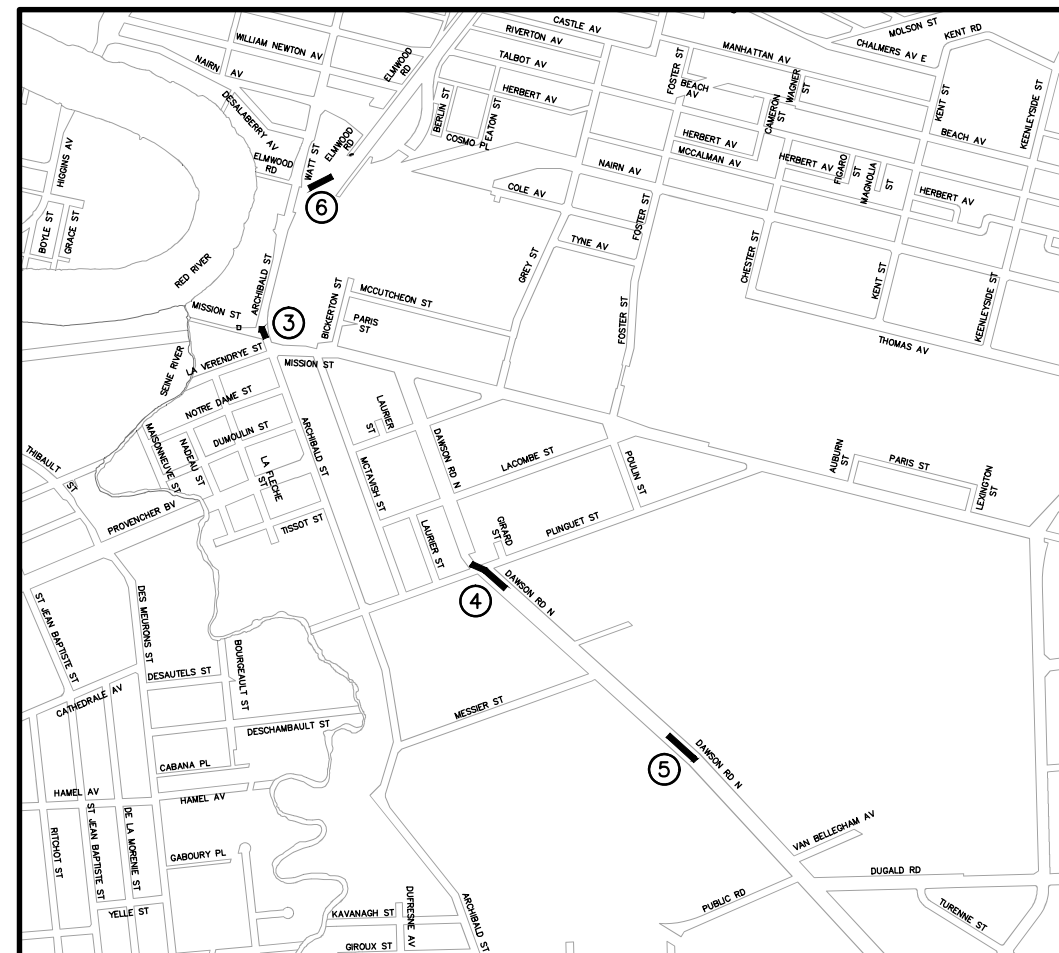 CASTLE AV
MOLSON ST
KENT RD
RIVERTON AV
WILLIAM NEWTON AV
MANHATTAN AV
CHALMERS AV E
ELMWOOD
RD
NAIRN AV
TALBOT AV
FOSTER ST
BEACH
AV
WAGNER
ST
CAMERON
ST
KENT ST
KEENLEYSIDE ST
DESALABERRY AV
HERBERT AV
BERLIN ST
EATON ST
COSMO PL
HERBERT AV
BEACH AV
MCCALMAN AV
HERBERT AV
FIGARO
ST
MAGNOLIA
ST
HERBERT AV
HIGGINS AV
ELMWOOD
RD
WATT ST
ELMWOOD
RD
6
NAIRN AV
COLE AV
BOYLE ST
GRACE ST
FOSTER ST
TYNE AV
GREY ST
CHESTER ST
KENT ST
RED RIVER
ARCHIBALD ST
MISSION ST
3
BICKERTON ST
MCCUTCHEON ST
PARIS
ST
FOSTER ST
KEENLEYSIDE ST
THOMAS AV
LA VERENDRYE ST
MISSION ST
SEINE RIVER
NOTRE DAME ST
LAURIER
ST
DAWSON RD N
ARCHIBALD ST
DUMOULIN ST
MAISONNEUVE ST
NADEAU ST
LA FLECHE
ST
THIBAULT
ST
MCTAVISH ST
LACOMBE ST
POULIN ST
AUBURN
ST
PARIS ST
LEXINGTON
ST
PROVENCHER BV
TISSOT ST
LAURIER ST
GIRARD
ST
PLINGUET ST
DAWSON RD N
4
ST JEAN BAPTISTE ST
DES MEURONS ST
BOURGEAULT ST
DESAUTELS ST
CATHEDRALE AV
MESSIER ST
DESCHAMBAULT ST
CABANA PL
5
DAWSON RD N
HAMEL AV
HAMEL AV
RITCHOT ST
ST JEAN BAPTISTE ST
DE LA MORENIE ST
GABOURY PL
VAN BELLEGHAM AV
DUGALD RD
PUBLIC RD
TURENNE ST
YELLE ST
KAVANAGH ST
DUFRESNE AV
ARCHIBALD ST
GIROUX ST